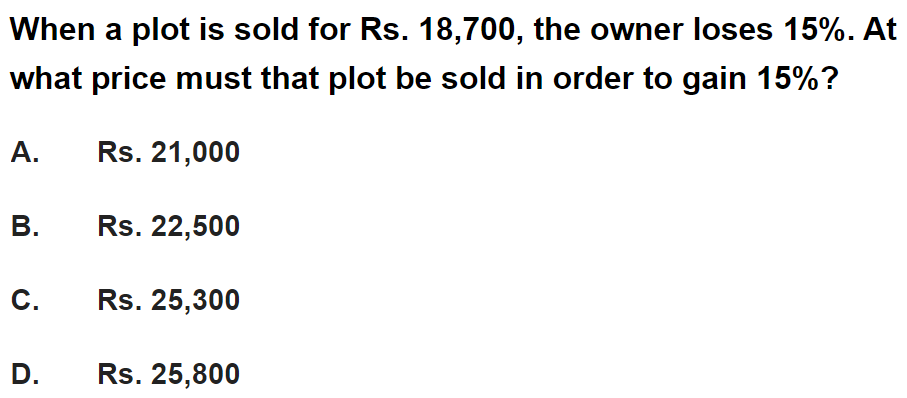 When a plot is sold for Rs. 18,700, the owner loses 15%. At
what price must that plot be sold in order to gain 15%?
A. Rs. 21,000
B. Rs. 22,500
C. Rs. 25,300
D. Rs. 25,800